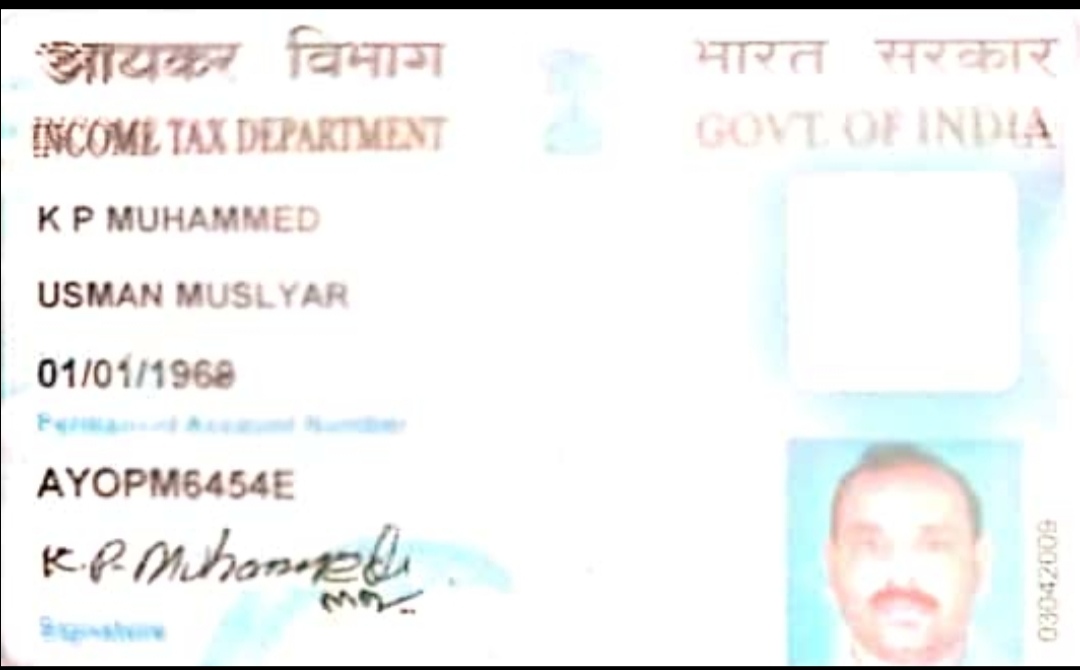 आयकर विभाग
भारत सरकार
INCOME TAX DEPARTMENT
GOVT. OF INDIA
K P MUHAMMED
USMAN MUSLYAR
01/01/1968
Permanent Account Number
AYOPM6454E
K.P. Muhammed
Signature
03042009